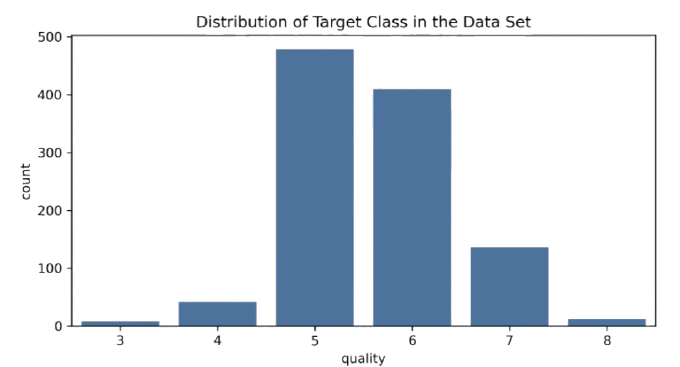 Distribution of Target Class in the Data Set
500
400
300
200
100
0
count
3 4 5 6 7 8
quality